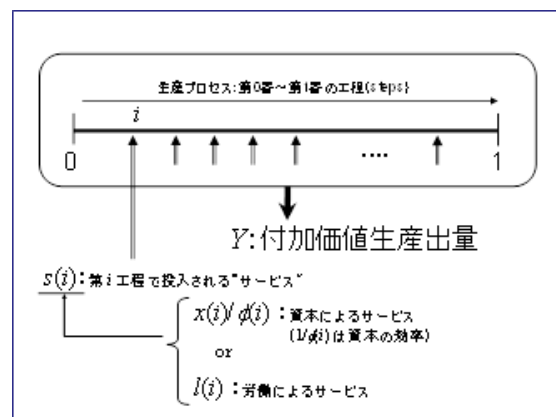 生産プロセス:第0番〜第1番の工程(steps)
i
0
....
1
Y:付加価値生産出量
s(i):第i工程で投入される"サービス"
x(i)/ϕ(i):資本によるサービス
(1/ϕ(i)は資本の効率)
or
l(i):労働によるサービス